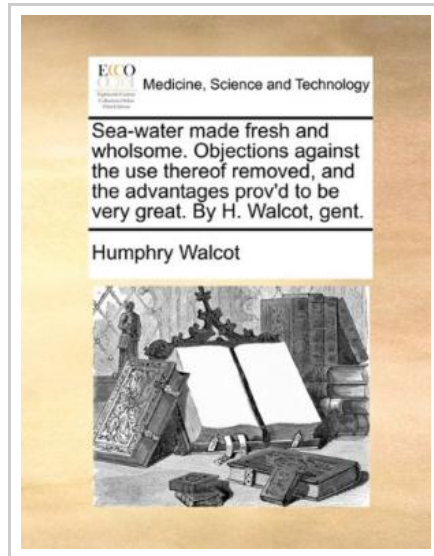 ECCO
Medicine, Science and Technology
Sea-water made fresh and
wholsome. Objections against
the use thereof removed, and
the advantages prov'd to be
very great. By H. Walcot, gent.
Humphry Walcot